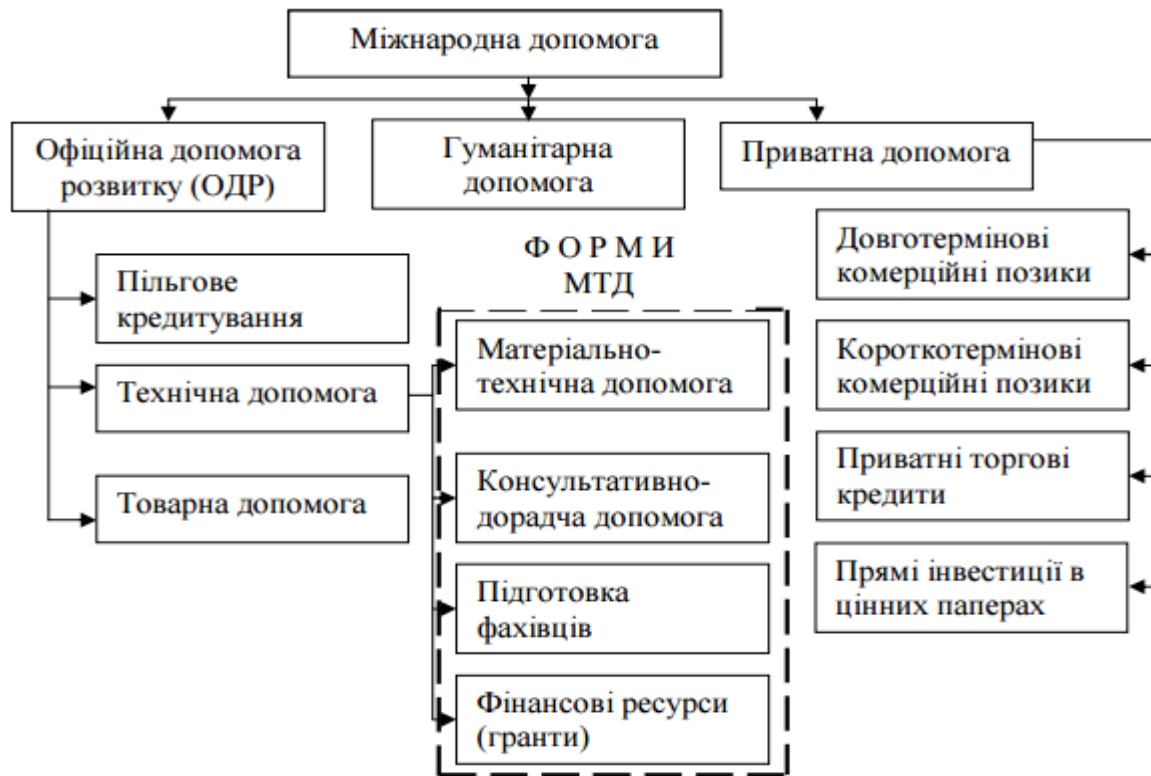 Міжнародна допомога
Офіційна допомога
розвитку (ОДР)
Гуманітарна
допомога
Приватна допомога
Пільгове
кредитування
Технічна допомога
Товарна допомога
Ф О Р М И
МТД
Матеріально-
технічна допомога
Консультативно-
дорадча допомога
Підготовка
фахівців
Фінансові ресурси
(гранти)
Довготермінові
комерційні позики
Короткотермінові
комерційні позики
Приватні торгові
кредити
Прямі інвестиції в
цінних паперах